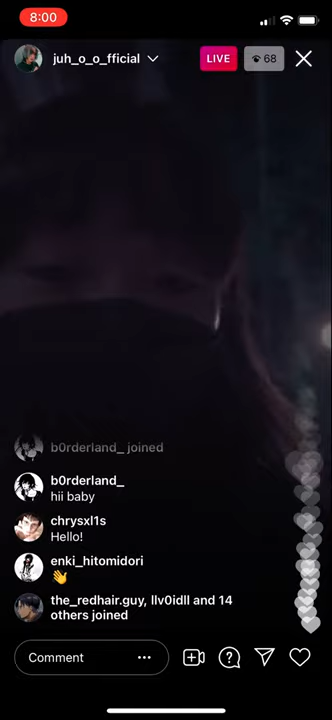 8:00
juh_o_o_fficial
LIVE
68
b0rderland_ joined
b0rderland_
hii baby
chrysxl1s
Hello!
enki_hitomidori
👋
the_redhair.guy, llv0idll and 14
others joined
Comment